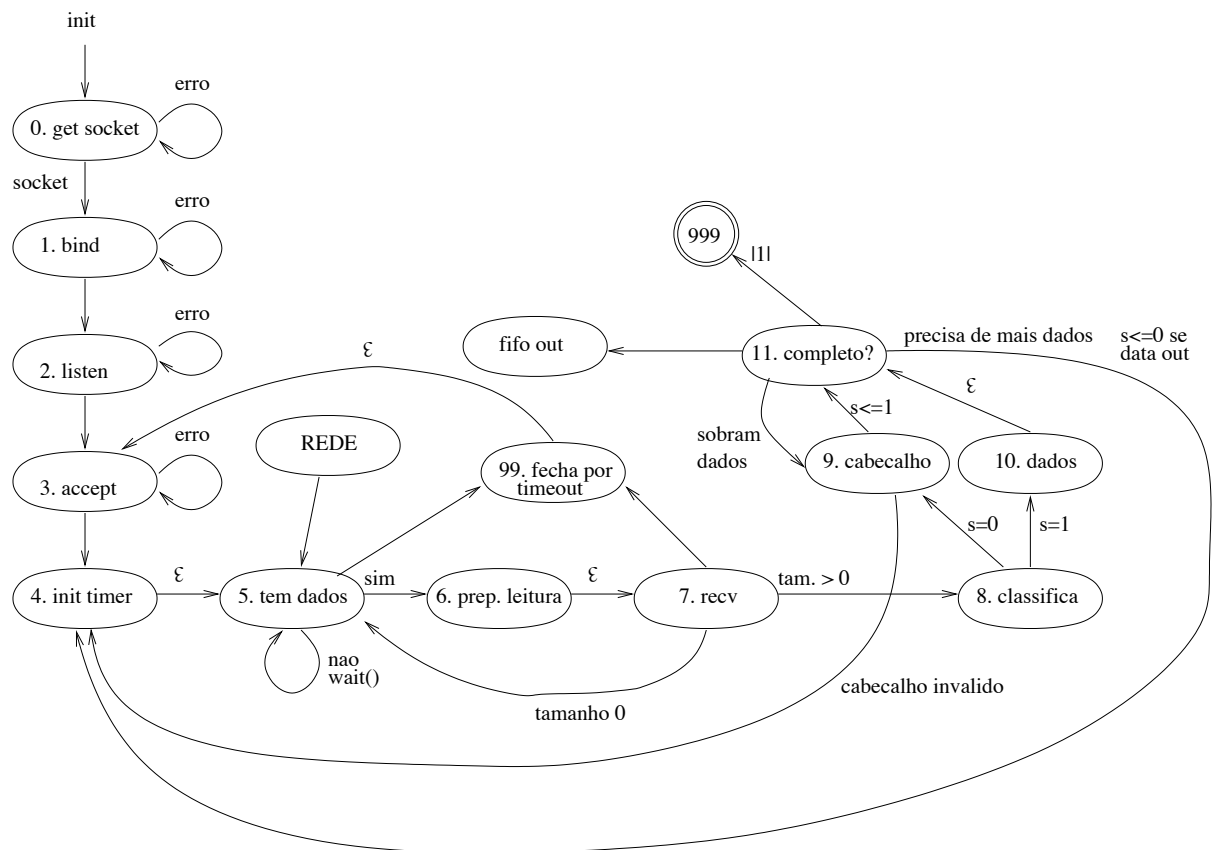 init
erro
0. get socket
socket
erro
1. bind
erro
2. listen
erro
3. accept
4. init timer
ε
5. tem dados
nao
wait()
REDE
sim
6. prep. leitura
ε
7. recv
tamanho 0
99. fecha por
timeout
ε
tam. > 0
8. classifica
s=0
s=1
9. cabecalho
10. dados
cabecalho invalido
s<=1
ε
sobram
dados
11. completo?
fifo out
|1|
999
precisa de mais dados
s<=0 se
data out